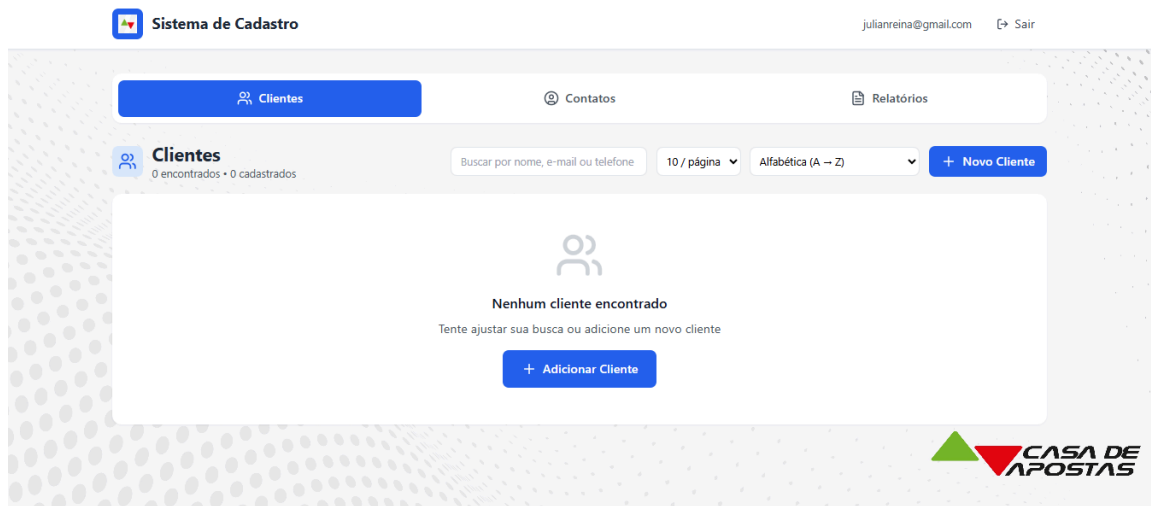 Sistema de Cadastro
julianreina@gmail.com
Sair
Clientes
Contatos
Relatórios
Clientes
0 encontrados • 0 cadastrados
Buscar por nome, e-mail ou telefone
10 / página
Alfabética (A → Z)
+ Novo Cliente
Nenhum cliente encontrado
Tente ajustar sua busca ou adicione um novo cliente
+ Adicionar Cliente
CASA DE
APOSTAS